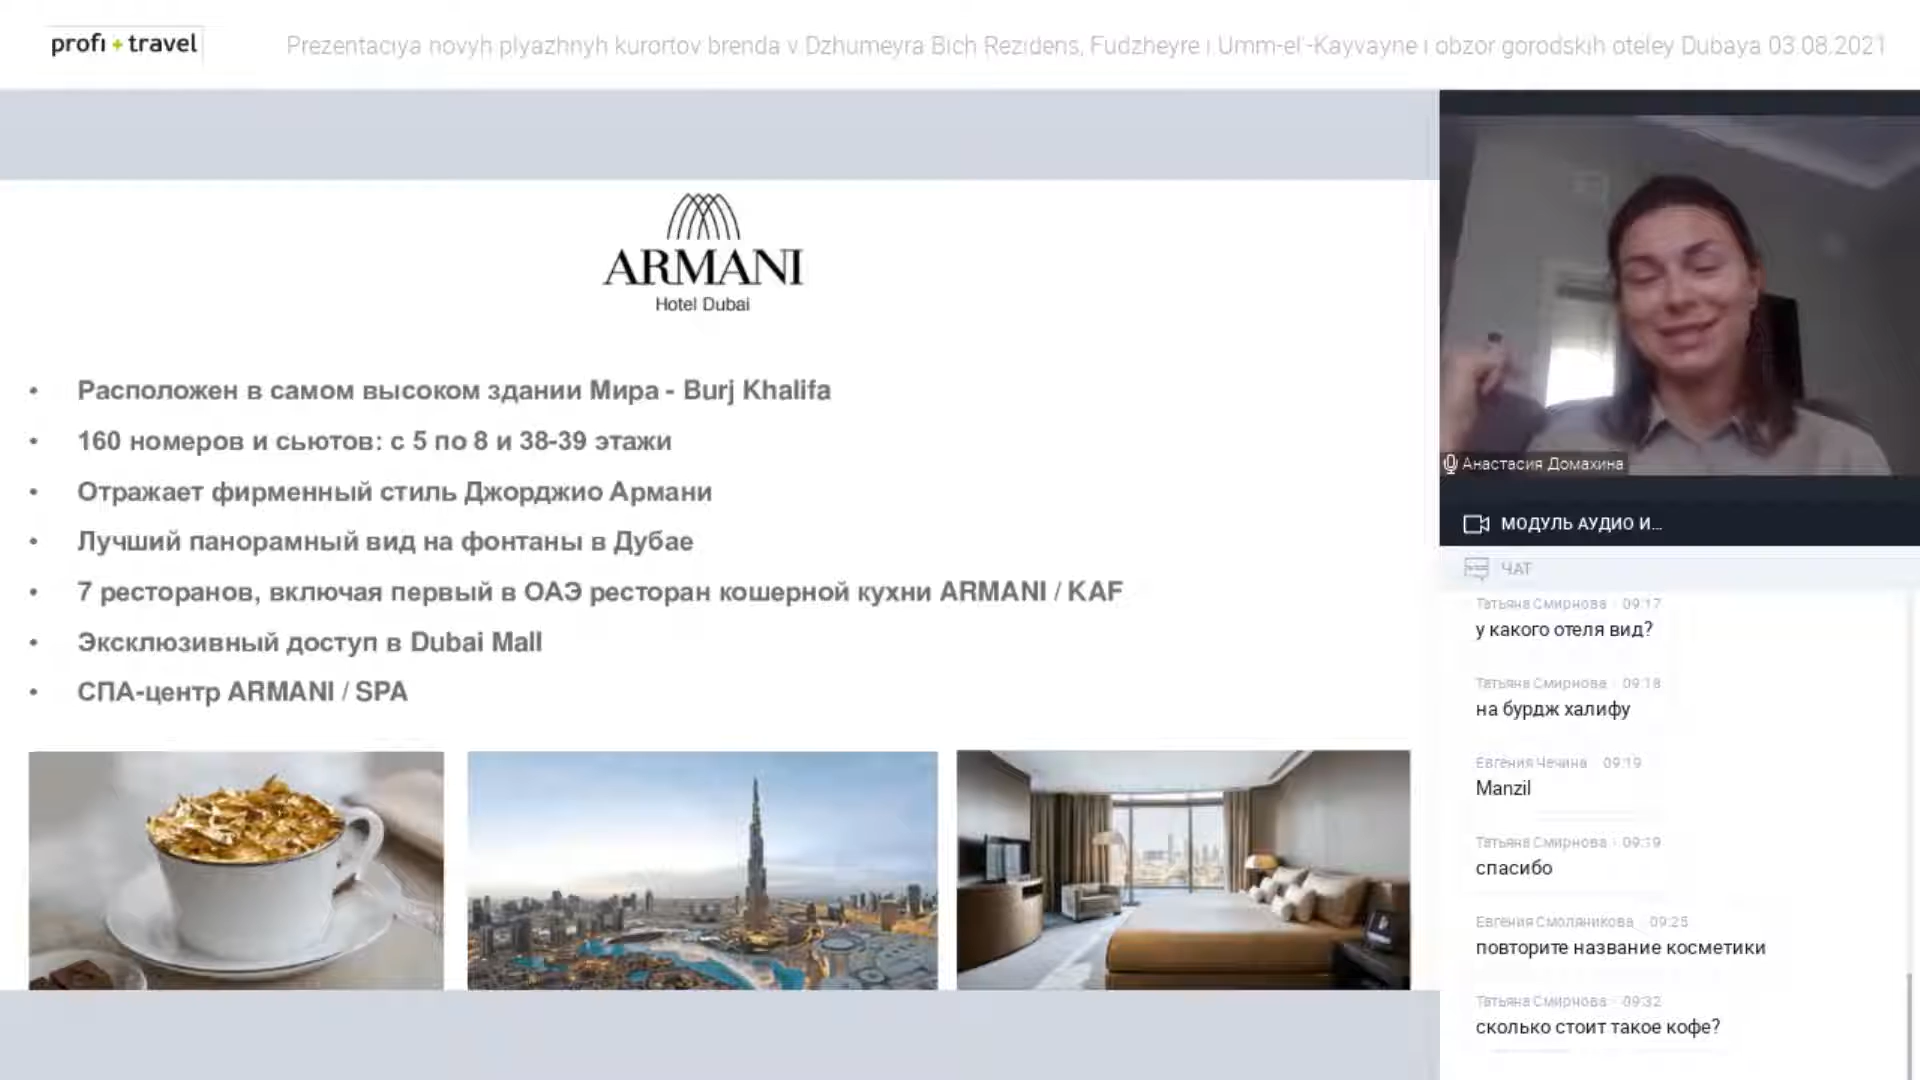 profi travel
Prezentaciya novyh plyazhnyh kurortov brenda v Dzhumeyra Bich Rezidens, Fudzheyre i Umm-el'-Kayvayne i obzor gorodskih oteley Dubaya 03.08.2021
ARMANI
Hotel Dubai
• Расположен в самом высоком здании Мира - Burj Khalifa
• 160 номеров и сьютов: с 5 по 8 и 38-39 этажи
• Отражает фирменный стиль Джорджио Армани
• Лучший панорамный вид на фонтаны в Дубае
• 7 ресторанов, включая первый в ОАЭ ресторан кошерной кухни ARMANI / KAF
• Эксклюзивный доступ в Dubai Mall
• СПА-центр ARMANI / SPA
Анастасия Домахина
МОДУЛЬ АУДИО И...
ЧАТ
Татьяна Смирнова 09:17
у какого отеля вид?
Татьяна Смирнова 09:18
на бурдж халифу
Евгения Чечина 09:19
Manzil
Татьяна Смирнова 09:19
спасибо
Евгения Смоляникова 09:25
повторите название косметики
Татьяна Смирнова 09:32
сколько стоит такое кофе?